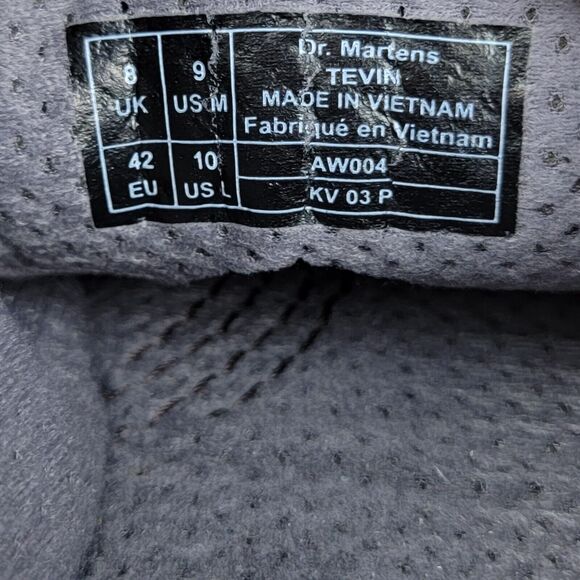 8 UK
9 US M
42 EU
10 US L
Dr. Martens
TEVIN
MADE IN VIETNAM
Fabriqué en Vietnam
AW004
KV 03 P